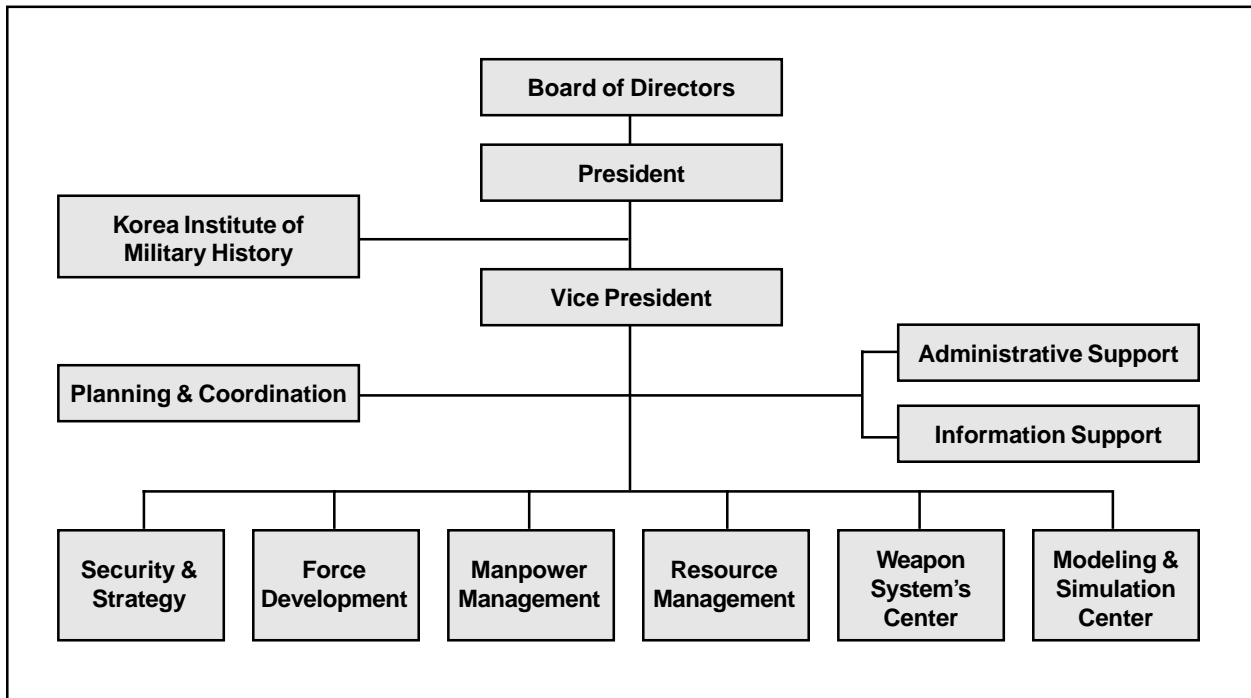 Board of Directors
President
Korea Institute of
Military History
Vice President
Administrative Support
Planning & Coordination
Information Support
Security &
Strategy
Force
Development
Manpower
Management
Resource
Management
Weapon
System's
Center
Modeling &
Simulation
Center